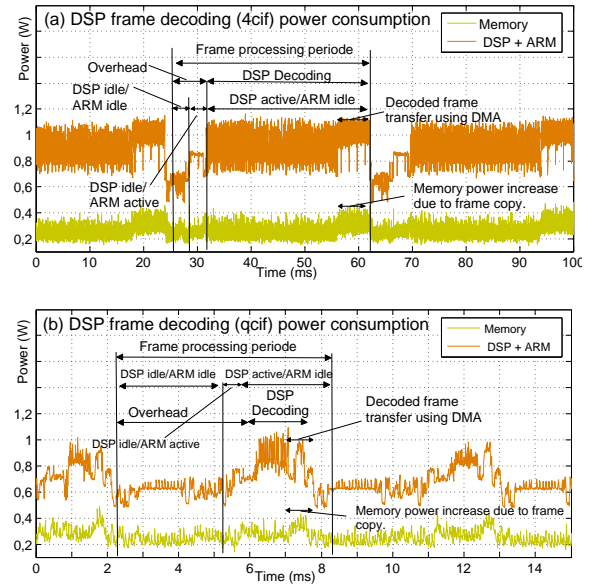 (a) DSP frame decoding (4cif) power consumption
Memory
DSP + ARM
Power (W)
Frame processing periode
Overhead
DSP Decoding
DSP idle/
ARM idle
DSP active/ARM idle
Decoded frame
transfer using DMA
DSP idle/
ARM active
Memory power increase
due to frame copy.
1,2
1
0,8
0,6
0,4
0,2
0 10 20 30 40 50 60 70 80 90 100
Time (ms)
(b) DSP frame decoding (qcif) power consumption
Memory
DSP + ARM
Power (W)
Frame processing periode
DSP idle/ARM idle
DSP active/ARM idle
Overhead
DSP
Decoding
DSP idle/ARM active
Decoded frame
transfer using DMA
Memory power increase due to frame
copy.
1,2
1
0,8
0,6
0,4
0,2
0 2 4 6 8 10 12 14
Time (ms)